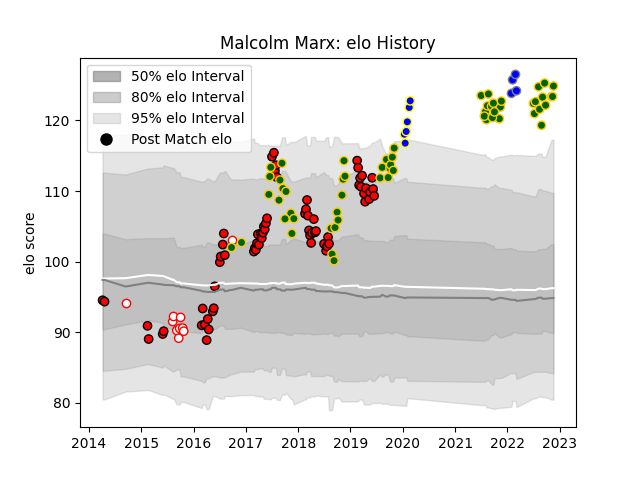 Malcolm Marx: elo History
50% elo Interval
80% elo Interval
95% elo Interval
Post Match elo
elo score
120
110
100
90
80
2014 2015 2016 2017 2018 2019 2020 2021 2022 2023